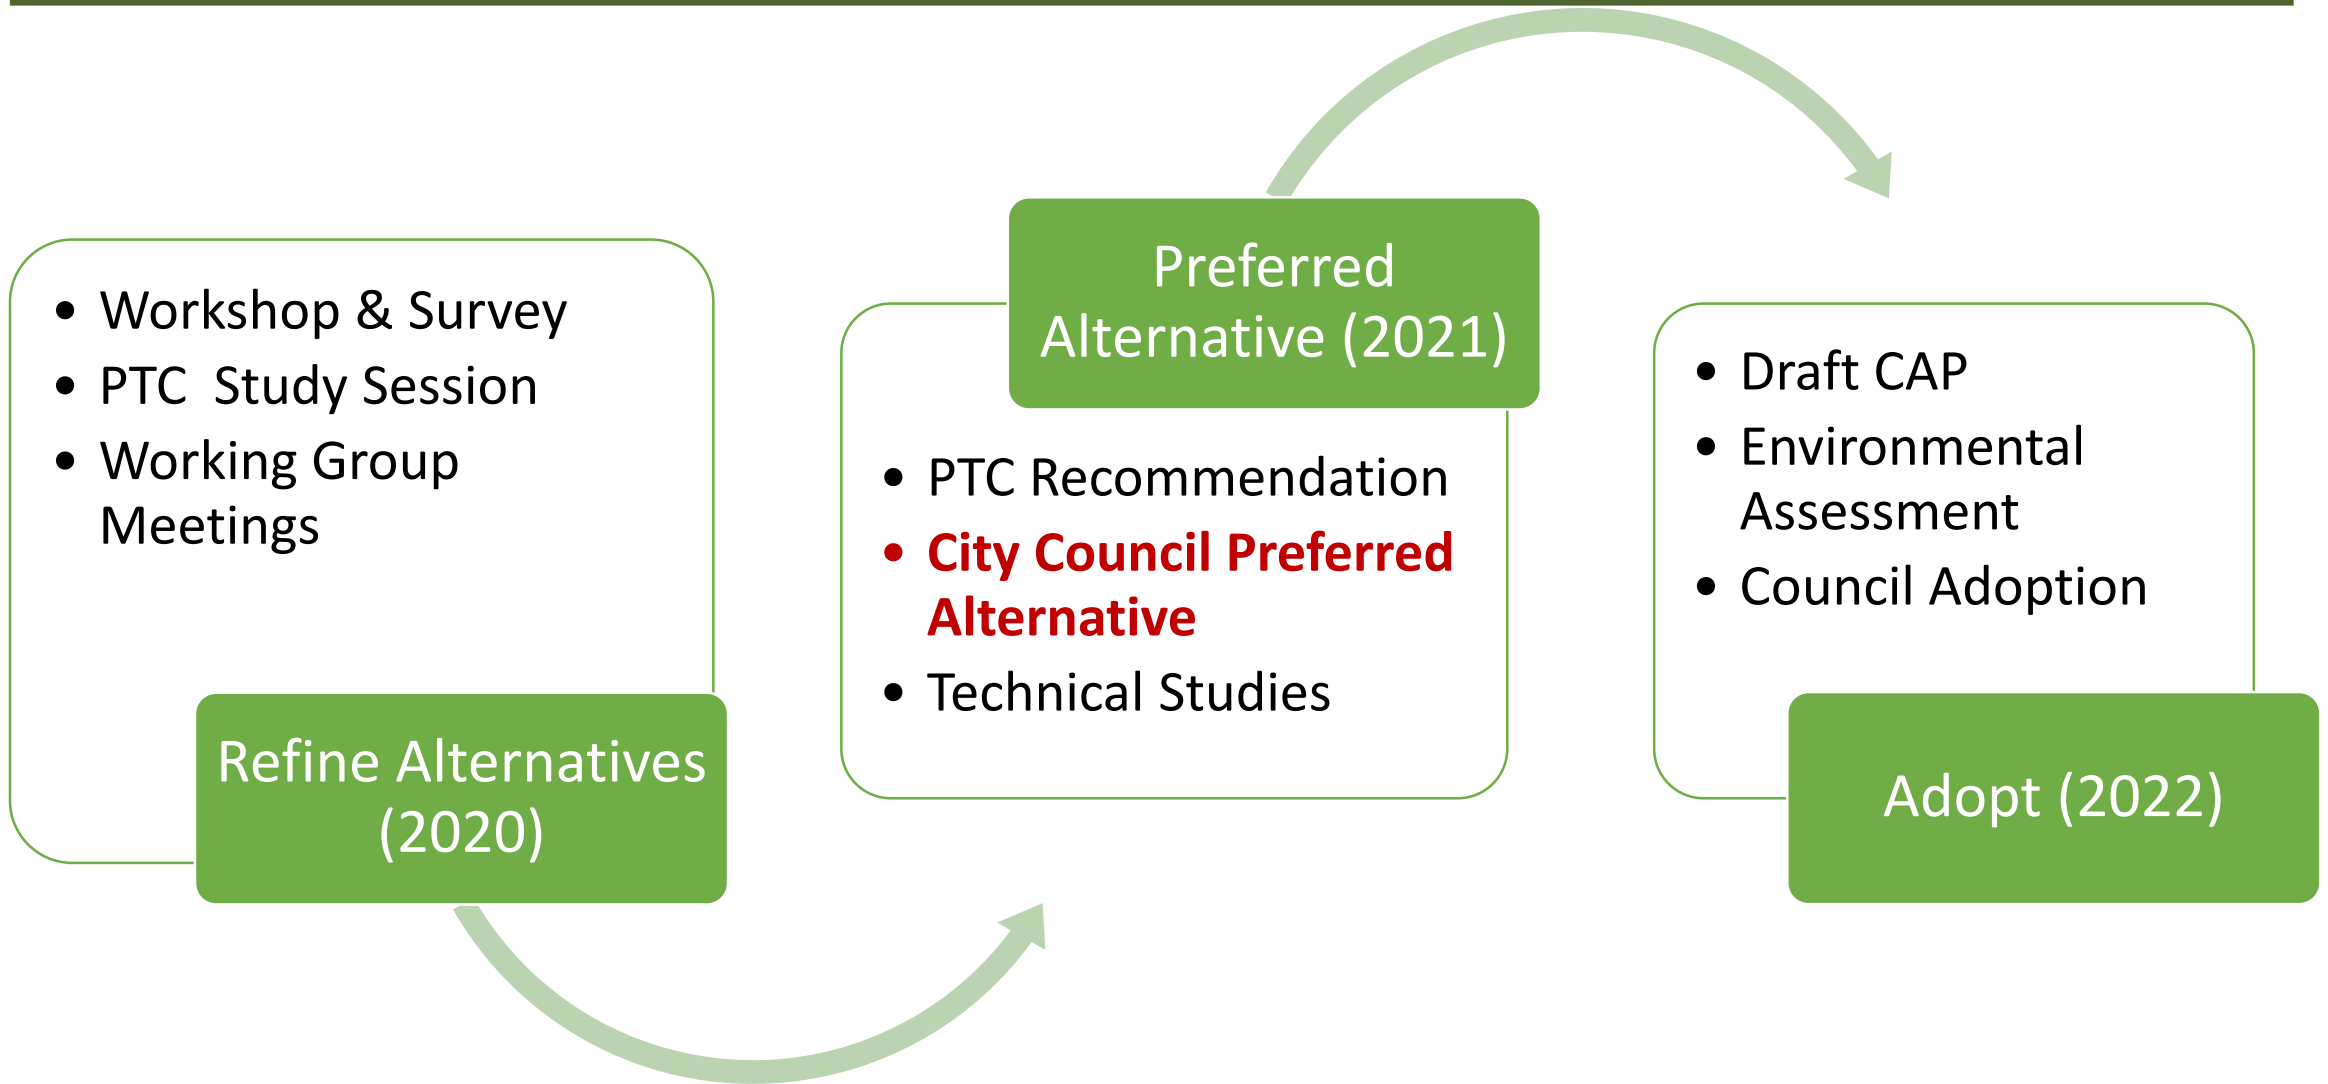 • Workshop & Survey
• PTC  Study Session
• Working Group
Meetings
Refine Alternatives
(2020)
Preferred
Alternative (2021)
• PTC Recommendation
• City Council Preferred
Alternative
• Technical Studies
• Draft CAP
• Environmental
Assessment
• Council Adoption
Adopt (2022)